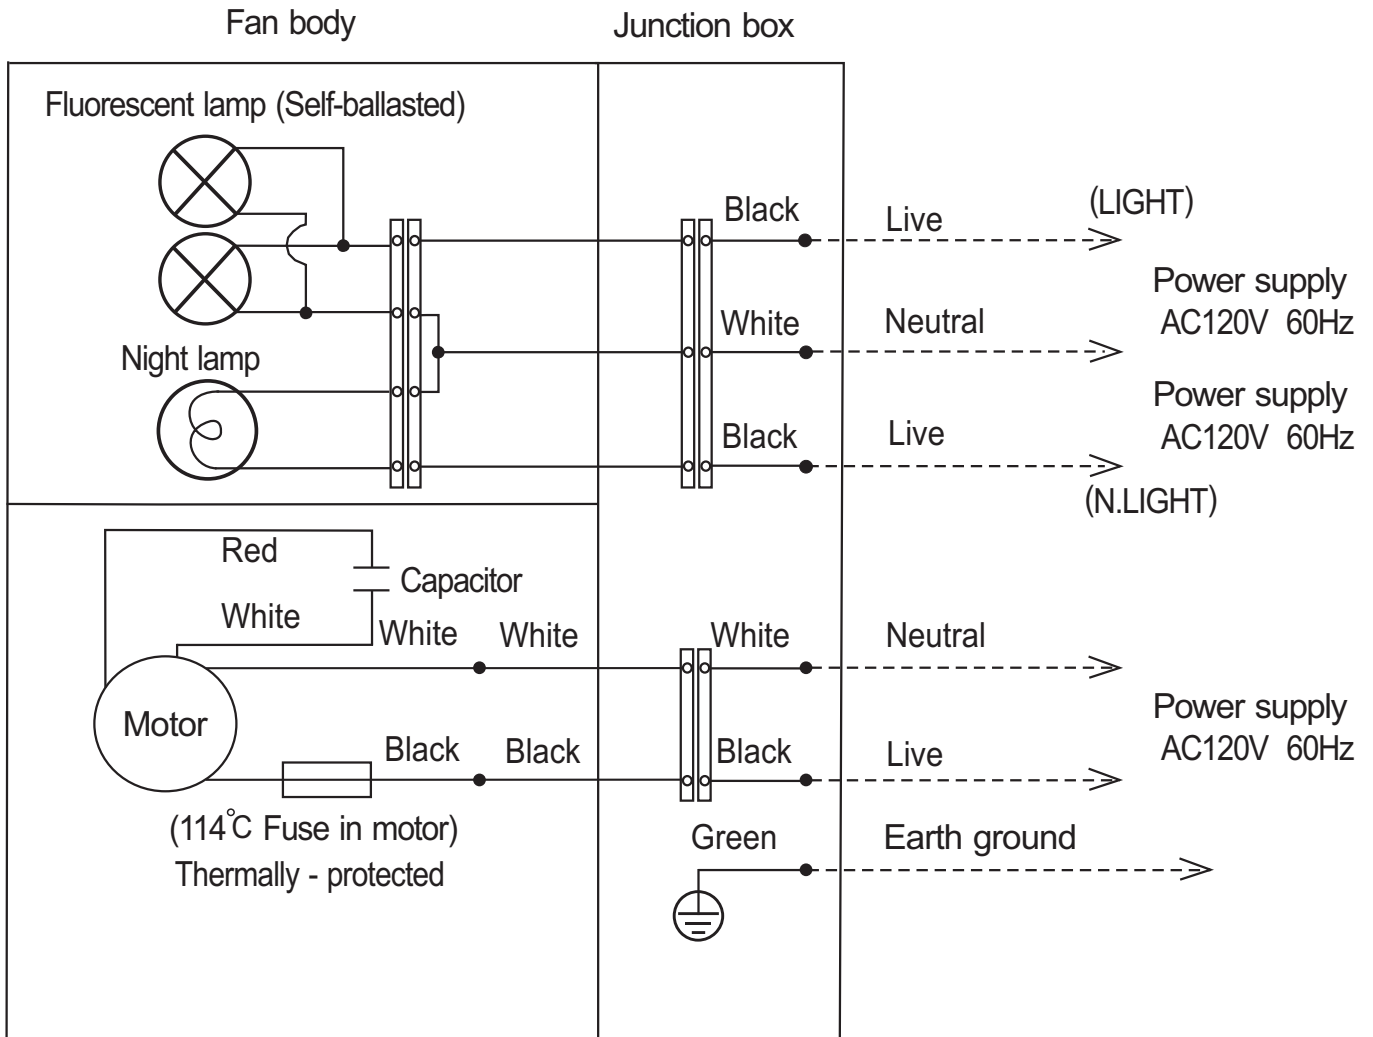 Fan body
Junction box
Fluorescent lamp (Self-ballasted)
Black
Live
(LIGHT)
Power supply
AC120V 60Hz
White
Neutral
Night lamp
Power supply
AC120V 60Hz
Black
Live
(N.LIGHT)
Red
Capacitor
White
White
White
White
Neutral
Motor
Power supply
AC120V 60Hz
Black
Black
Black
Live
(114℃ Fuse in motor)
Thermally - protected
Green
Earth ground